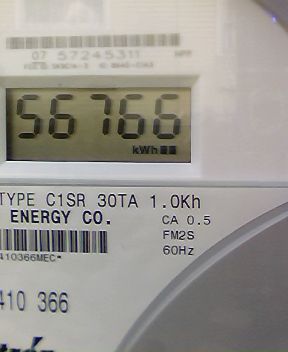 07 57245311
56766
kWh
TYPE C1SR 30TA 1.0Kh
ENERGY CO.
CA 0.5
FM2S
60Hz
410366MEC*
410 366